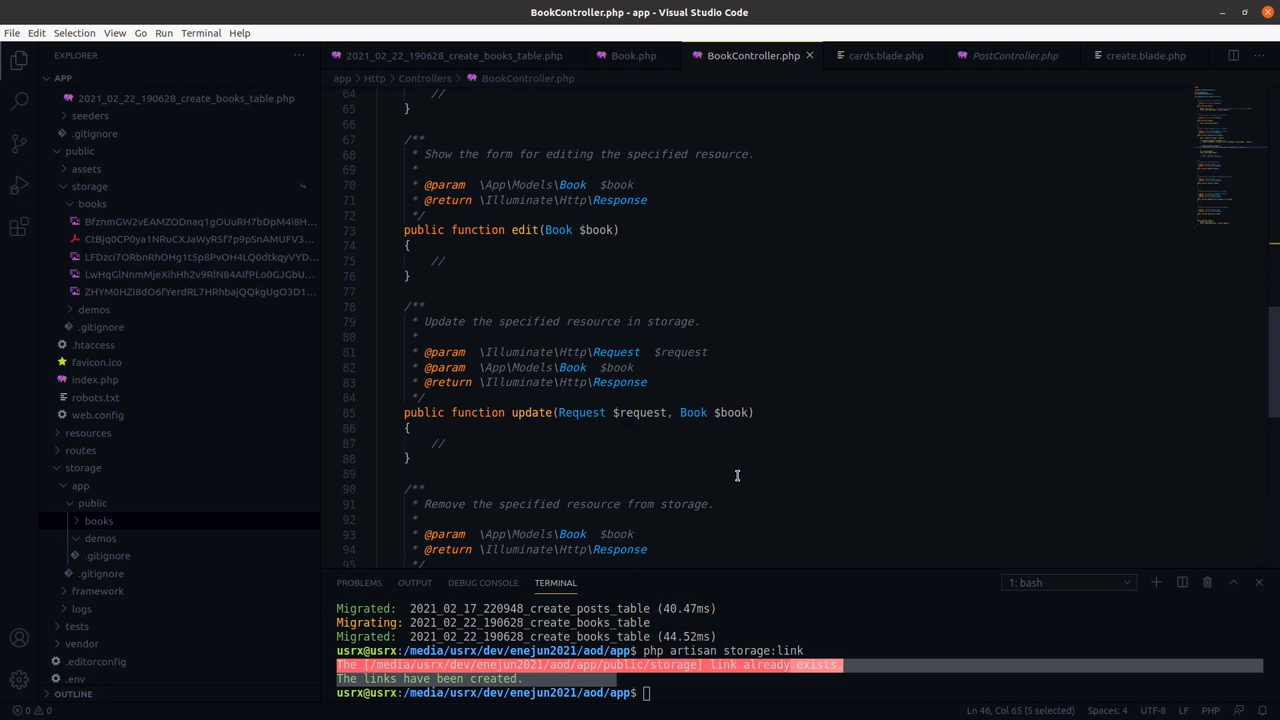 BookController.php - app - Visual Studio Code
File Edit Selection View Go Run Terminal Help
EXPLORER
2021_02_22_190628_create_books_table.php
Book.php
BookController.php
cards.blade.php
PostController.php
create.blade.php
APP
app > Http > Controllers > BookController.php
2021_02_22_190628_create_books_table.php
seeders
.gitignore
public
assets
storage
books
BfznmGW2vEAMZODnaq1gOUuRH7bDpM4i8H...
CtBjq0CP0ya1NRuCXJaWyR5f7p9pSnAMUFV3...
LFDzci7ORbnRhOHg1t5p8PvOH4LQ0dtkqyVYD...
LwHqGlNnmMjeXihHh2v9RlN84AIfPLo0GJGbU...
ZHYM0HZI8dO6fYerdRL7HRhbajQQkgUgO3D1...
demos
.gitignore
.htaccess
favicon.ico
index.php
robots.txt
web.config
resources
routes
storage
app
public
books
demos
.gitignore
.gitignore
framework
logs
tests
vendor
.editorconfig
.env
OUTLINE
64 //
65 }
66
67 /**
68 * Show the form for editing the specified resource.
69 *
70 * @param \App\Models\Book $book
71 * @return \Illuminate\Http\Response
72 */
73 public function edit(Book $book)
74 {
75 //
76 }
77
78 /**
79 * Update the specified resource in storage.
80 *
81 * @param \Illuminate\Http\Request $request
82 * @param \App\Models\Book $book
83 * @return \Illuminate\Http\Response
84 */
85 public function update(Request $request, Book $book)
86 {
87 //
88 }
89
90 /**
91 * Remove the specified resource from storage.
92 *
93 * @param \App\Models\Book $book
94 * @return \Illuminate\Http\Response
95 */
PROBLEMS OUTPUT DEBUG CONSOLE TERMINAL 1: bash
Migrated: 2021_02_17_220948_create_posts_table (40.47ms)
Migrating: 2021_02_22_190628_create_books_table
Migrated: 2021_02_22_190628_create_books_table (44.52ms)
usrx@usrx:/media/usrx/dev/enejun2021/aod/app$ php artisan storage:link
The [/media/usrx/dev/enejun2021/aod/app/public/storage] link already exists.
The links have been created.
usrx@usrx:/media/usrx/dev/enejun2021/aod/app$
0 0 Ln 46, Col 65 (5 selected) Spaces: 4 UTF-8 LF PHP